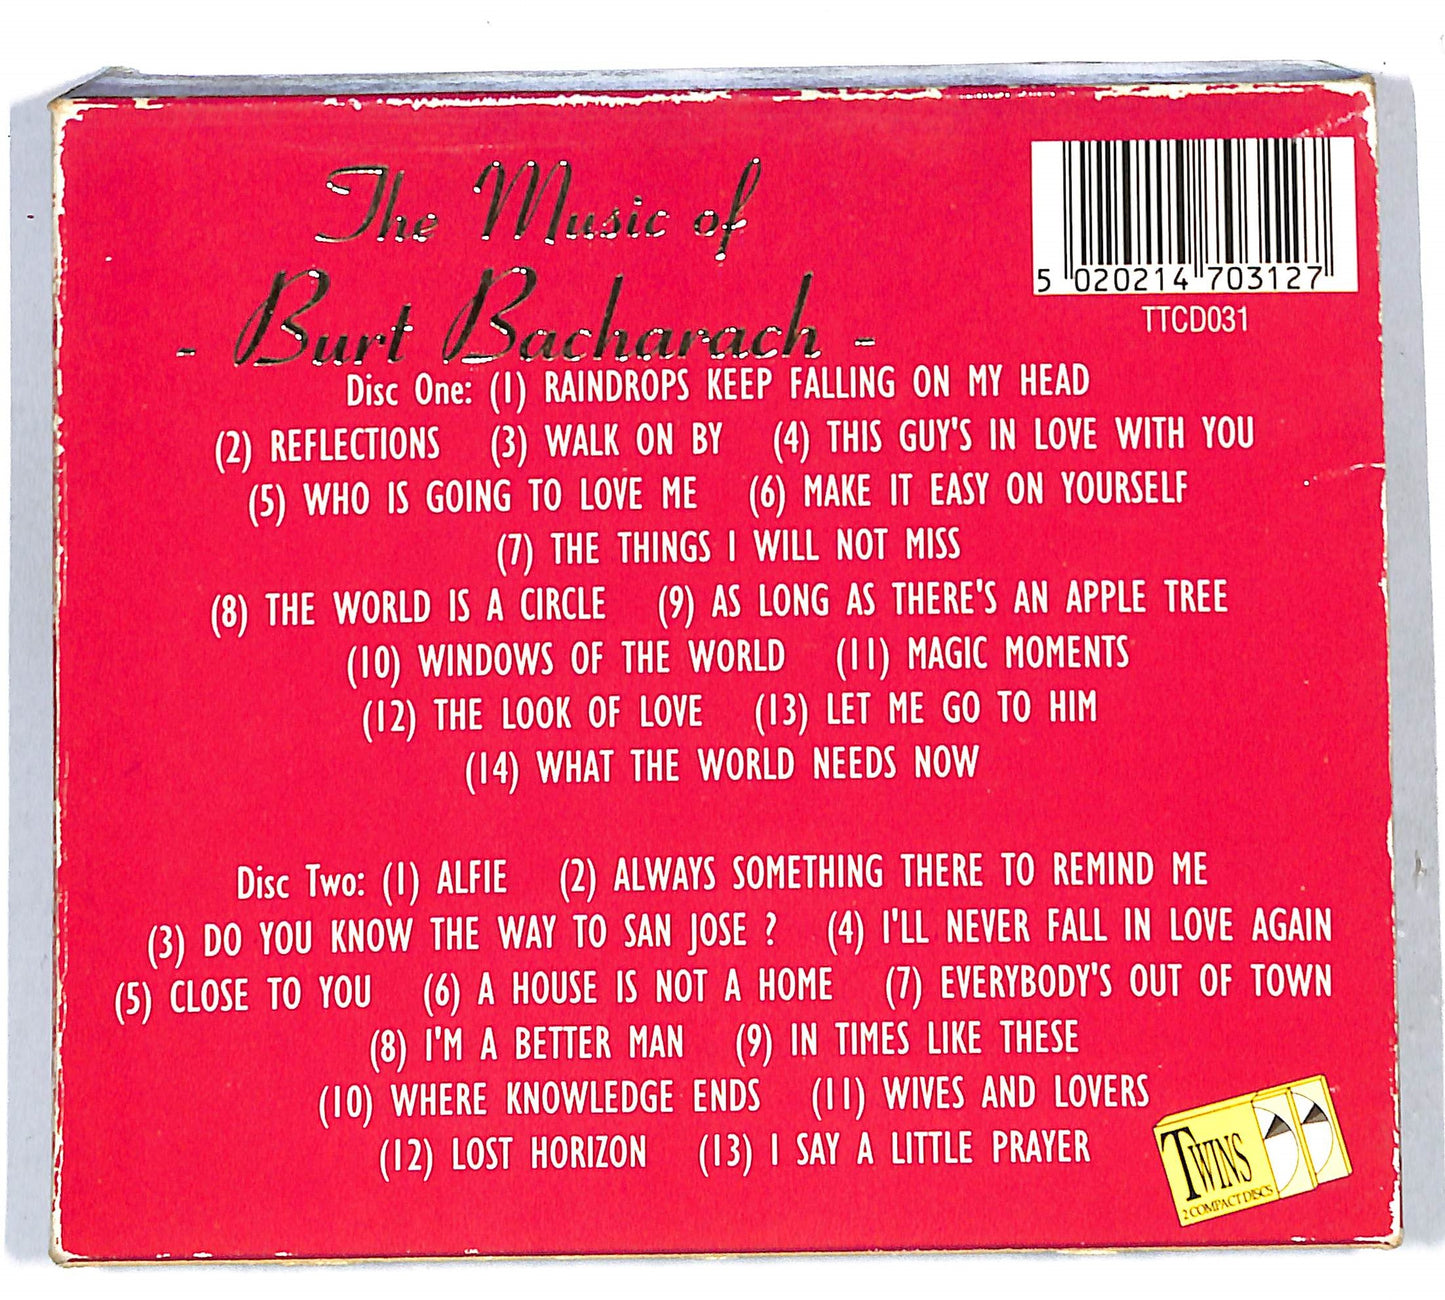 The Music of
- Burt Bacharach -
5 020214 703127
TTCD031
Disc One: (1) RAINDROPS KEEP FALLING ON MY HEAD
(2) REFLECTIONS (3) WALK ON BY (4) THIS GUY'S IN LOVE WITH YOU
(5) WHO IS GOING TO LOVE ME (6) MAKE IT EASY ON YOURSELF
(7) THE THINGS I WILL NOT MISS
(8) THE WORLD IS A CIRCLE (9) AS LONG AS THERE'S AN APPLE TREE
(10) WINDOWS OF THE WORLD (11) MAGIC MOMENTS
(12) THE LOOK OF LOVE (13) LET ME GO TO HIM
(14) WHAT THE WORLD NEEDS NOW
Disc Two: (1) ALFIE (2) ALWAYS SOMETHING THERE TO REMIND ME
(3) DO YOU KNOW THE WAY TO SAN JOSE ? (4) I'LL NEVER FALL IN LOVE AGAIN
(5) CLOSE TO YOU (6) A HOUSE IS NOT A HOME (7) EVERYBODY'S OUT OF TOWN
(8) I'M A BETTER MAN (9) IN TIMES LIKE THESE
(10) WHERE KNOWLEDGE ENDS (11) WIVES AND LOVERS
(12) LOST HORIZON (13) I SAY A LITTLE PRAYER
TWINS
2 COMPACT DISCS